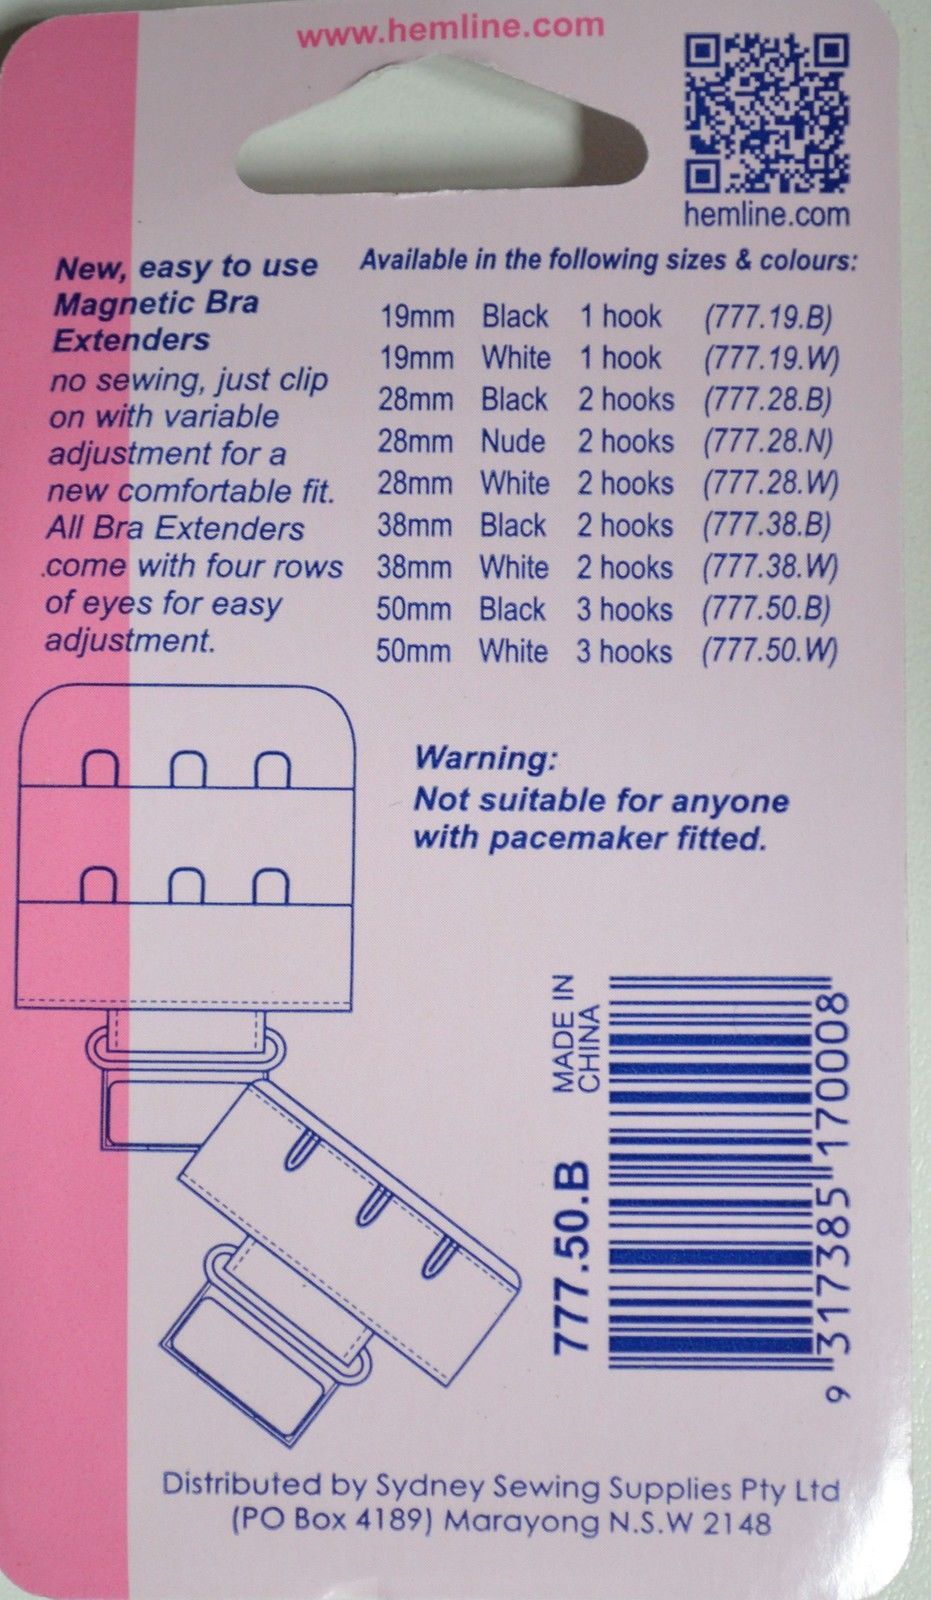 www.hemline.com
hemline.com
New, easy to use
Magnetic Bra
Extenders
no sewing, just clip
on with variable
adjustment for a
new comfortable fit.
All Bra Extenders
come with four rows
of eyes for easy
adjustment.
Available in the following sizes & colours:
19mm Black 1 hook (777.19.B)
19mm White 1 hook (777.19.W)
28mm Black 2 hooks (777.28.B)
28mm Nude 2 hooks (777.28.N)
28mm White 2 hooks (777.28.W)
38mm Black 2 hooks (777.38.B)
38mm White 2 hooks (777.38.W)
50mm Black 3 hooks (777.50.B)
50mm White 3 hooks (777.50.W)
Warning:
Not suitable for anyone
with pacemaker fitted.
MADE IN
CHINA
777.50.B
9 317385 170008
Distributed by Sydney Sewing Supplies Pty Ltd
(PO Box 4189) Marayong N.S.W 2148